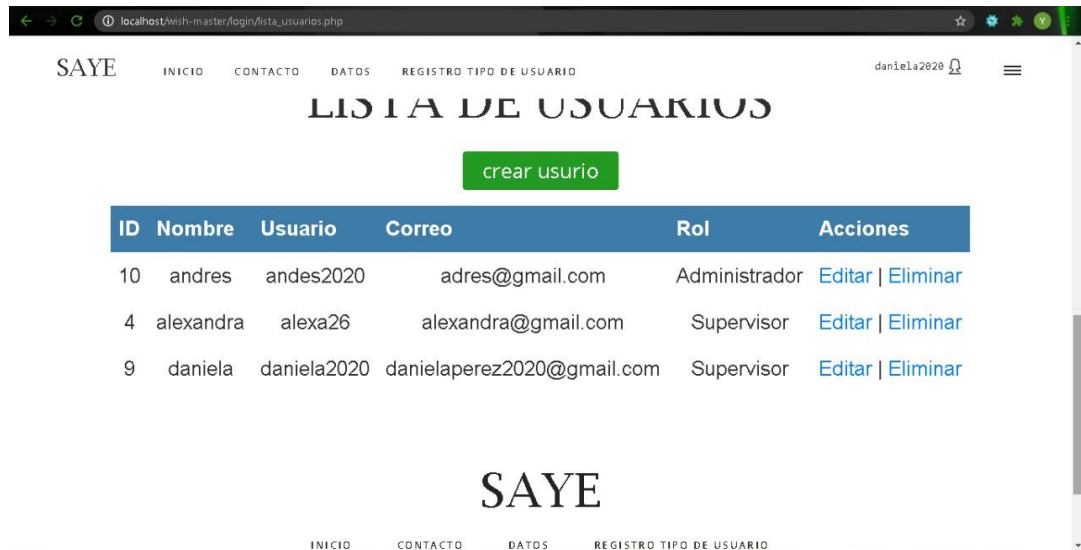 localhost/wish-master/login/lista_usuarios.php
Y
SAYE INICIO CONTACTO DATOS REGISTRO TIPO DE USUARIO daniela2020
LISTA DE USUARIOS
crear usurio
ID Nombre Usuario Correo Rol Acciones
10 andres andes2020 adres@gmail.com Administrador Editar | Eliminar
4 alexandra alexa26 alexandra@gmail.com Supervisor Editar | Eliminar
9 daniela daniela2020 danielaperez2020@gmail.com Supervisor Editar | Eliminar
SAYE
INICIO CONTACTO DATOS REGISTRO TIPO DE USUARIO